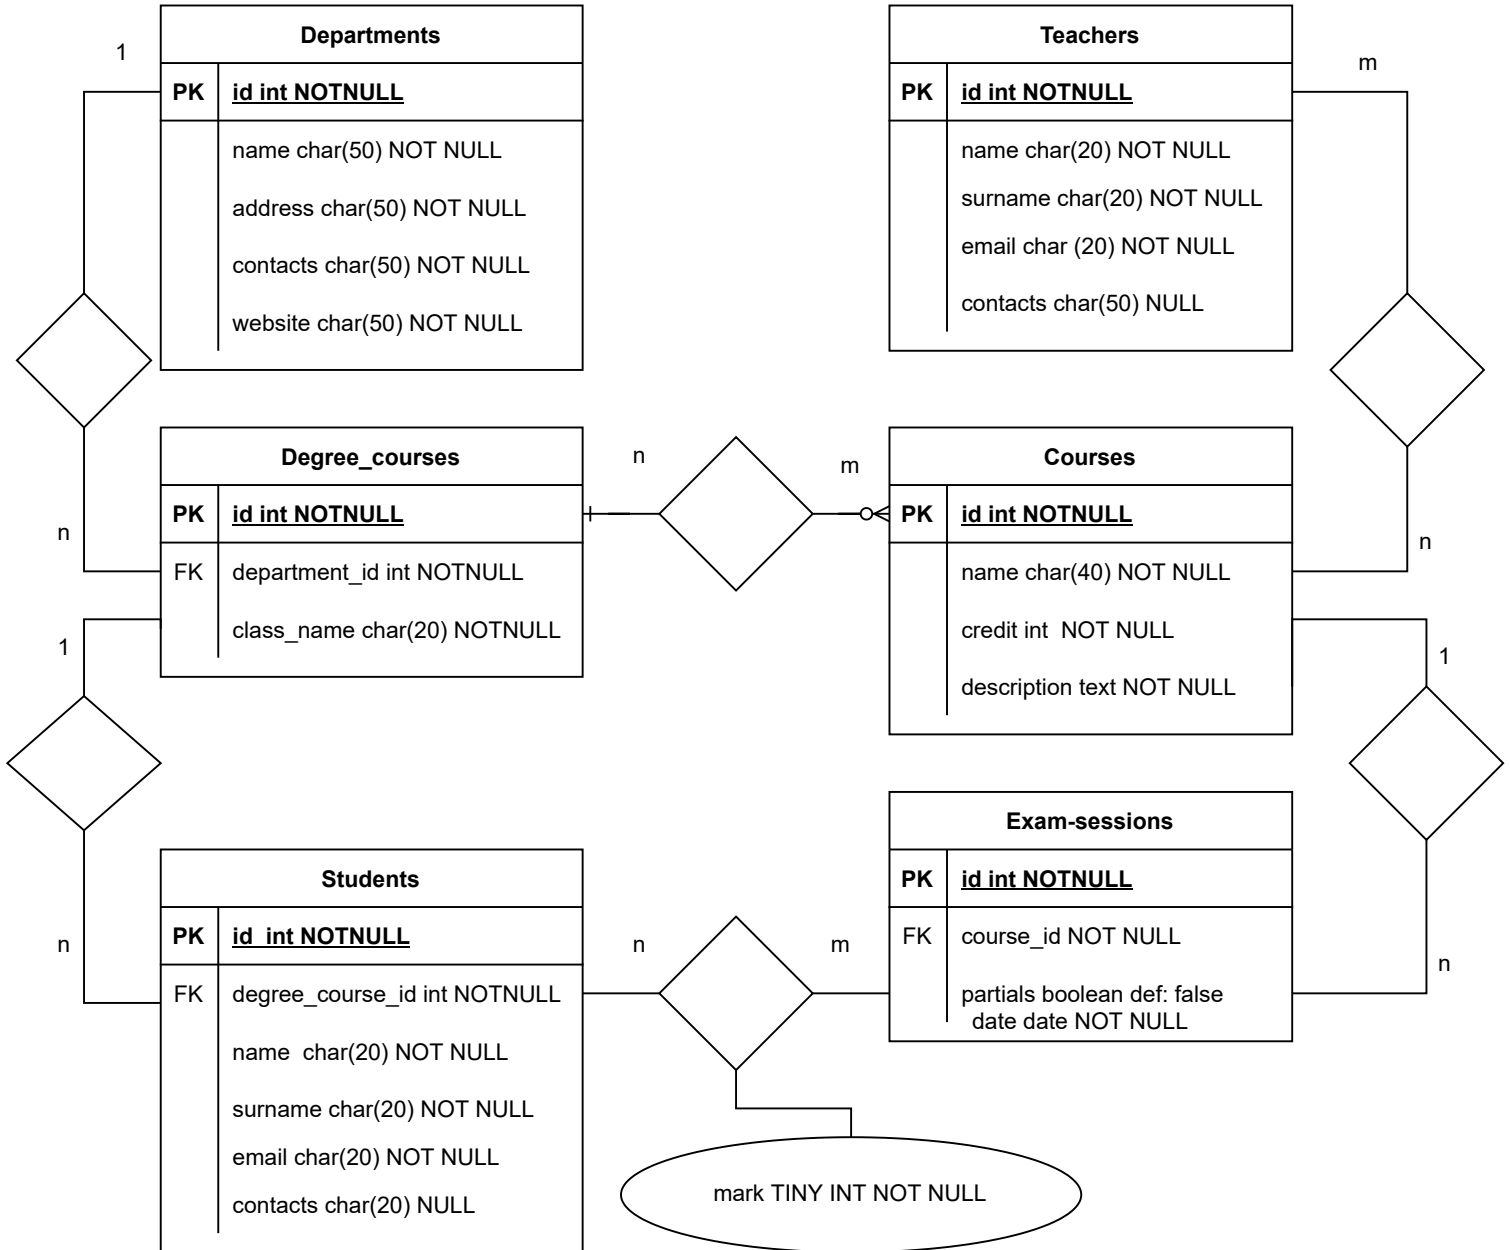 Departments
1
PK id int NOTNULL
name char(50) NOT NULL
address char(50) NOT NULL
contacts char(50) NOT NULL
website char(50) NOT NULL
Teachers
m
PK id int NOTNULL
name char(20) NOT NULL
surname char(20) NOT NULL
email char (20) NOT NULL
contacts char(50) NULL
Degree_courses
PK id int NOTNULL
n
FK department_id int NOTNULL
class_name char(20) NOTNULL
1
n
m
Courses
PK id int NOTNULL
name char(40) NOT NULL
n
credit int  NOT NULL
1
description text NOT NULL
Students
PK id  int NOTNULL
n
FK degree_course_id int NOTNULL
name  char(20) NOT NULL
surname char(20) NOT NULL
email char(20) NOT NULL
contacts char(20) NULL
n
m
Exam-sessions
PK id int NOTNULL
FK course_id NOT NULL
n
partials boolean def: false
date date NOT NULL
mark TINY INT NOT NULL